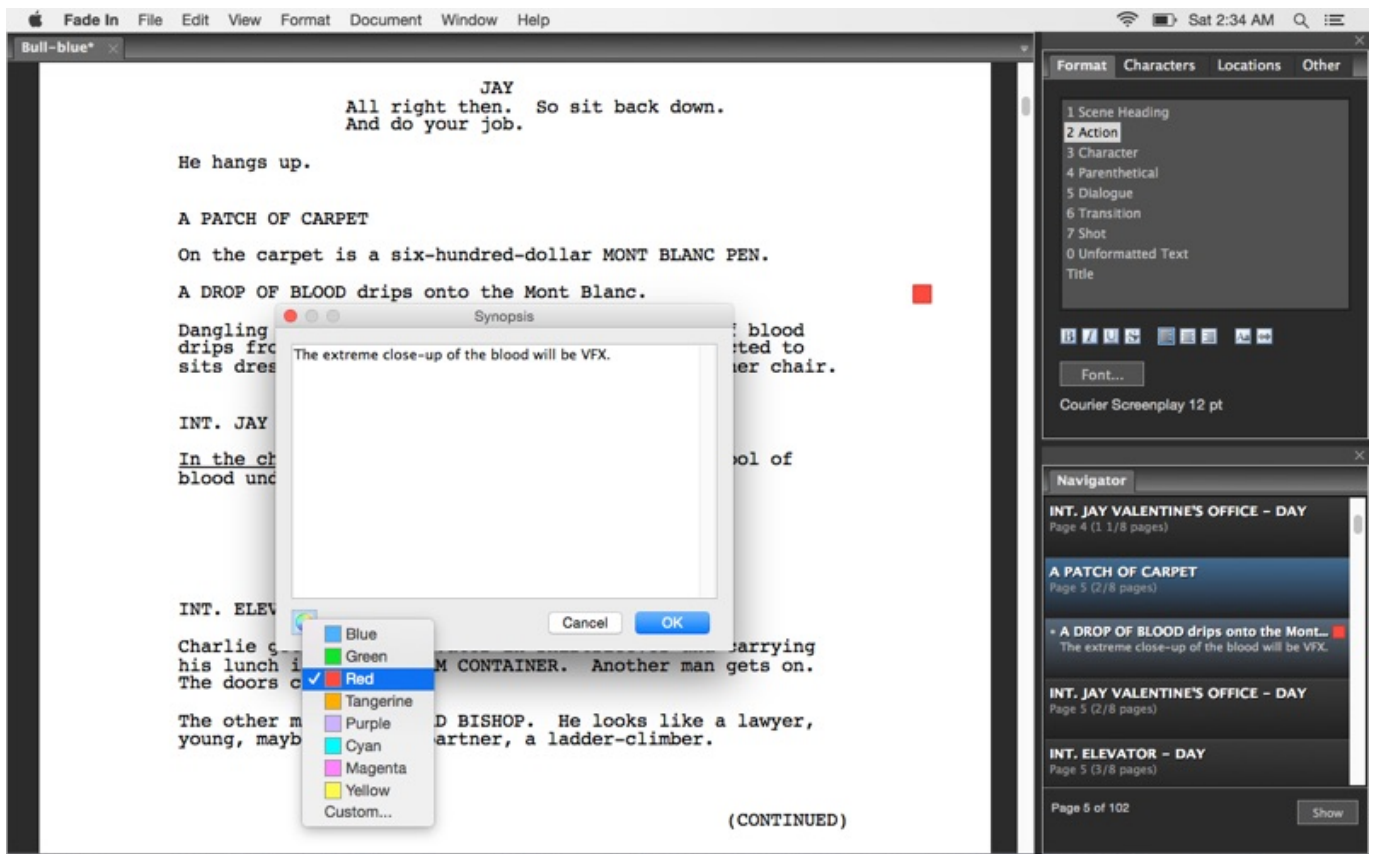 Fade In File Edit View Format Document Window Help Sat 2:34 AM
Bull-blue*
JAY
All right then. So sit back down.
And do your job.
He hangs up.
A PATCH OF CARPET
On the carpet is a six-hundred-dollar MONT BLANC PEN.
A DROP OF BLOOD drips onto the Mont Blanc.
Dangling blood
drips cted to
sits chair.
INT. JAY
In the ool of
blood
INT.
Charlie carrying
his lunch CONTAINER. Another man gets on.
The doors
The other BISHOP. He looks like a lawyer,
young, artner, a ladder-climber.
(CONTINUED)
Synopsis
The extreme close-up of the blood will be VFX.
Cancel OK
Blue
Green
Red
Tangerine
Purple
Cyan
Magenta
Yellow
Custom...
Format Characters Locations Other
1 Scene Heading
2 Action
3 Character
4 Parenthetical
5 Dialogue
6 Transition
7 Shot
0 Unformatted Text
Title
B I U S Aa
Font...
Courier Screenplay 12 pt
Navigator
INT. JAY VALENTINE'S OFFICE - DAY
Page 4 (1 1/8 pages)
A PATCH OF CARPET
Page 5 (2/8 pages)
• A DROP OF BLOOD drips onto the Mont...
The extreme close-up of the blood will be VFX.
INT. JAY VALENTINE'S OFFICE - DAY
Page 5 (2/8 pages)
INT. ELEVATOR - DAY
Page 5 (3/8 pages)
Page 5 of 102
Show